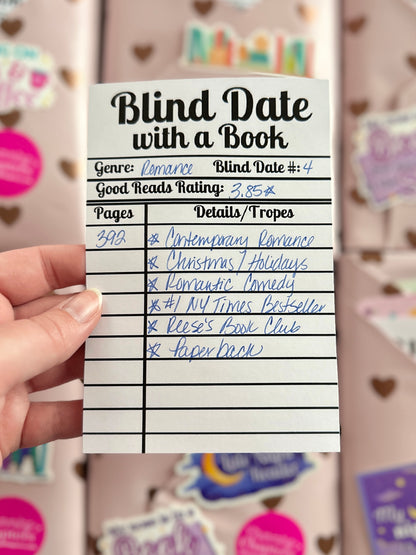 Blind Date
with a Book
Genre: Romance Blind Date #: 4
Good Reads Rating: 3.85☆
Pages Details/Tropes
392 ☆ Contemporary Romance
☆ Christmas/Holidays
☆ Romantic Comedy
☆ #1 NY Times Bestseller
☆ Reese's Book Club
☆ Paperback